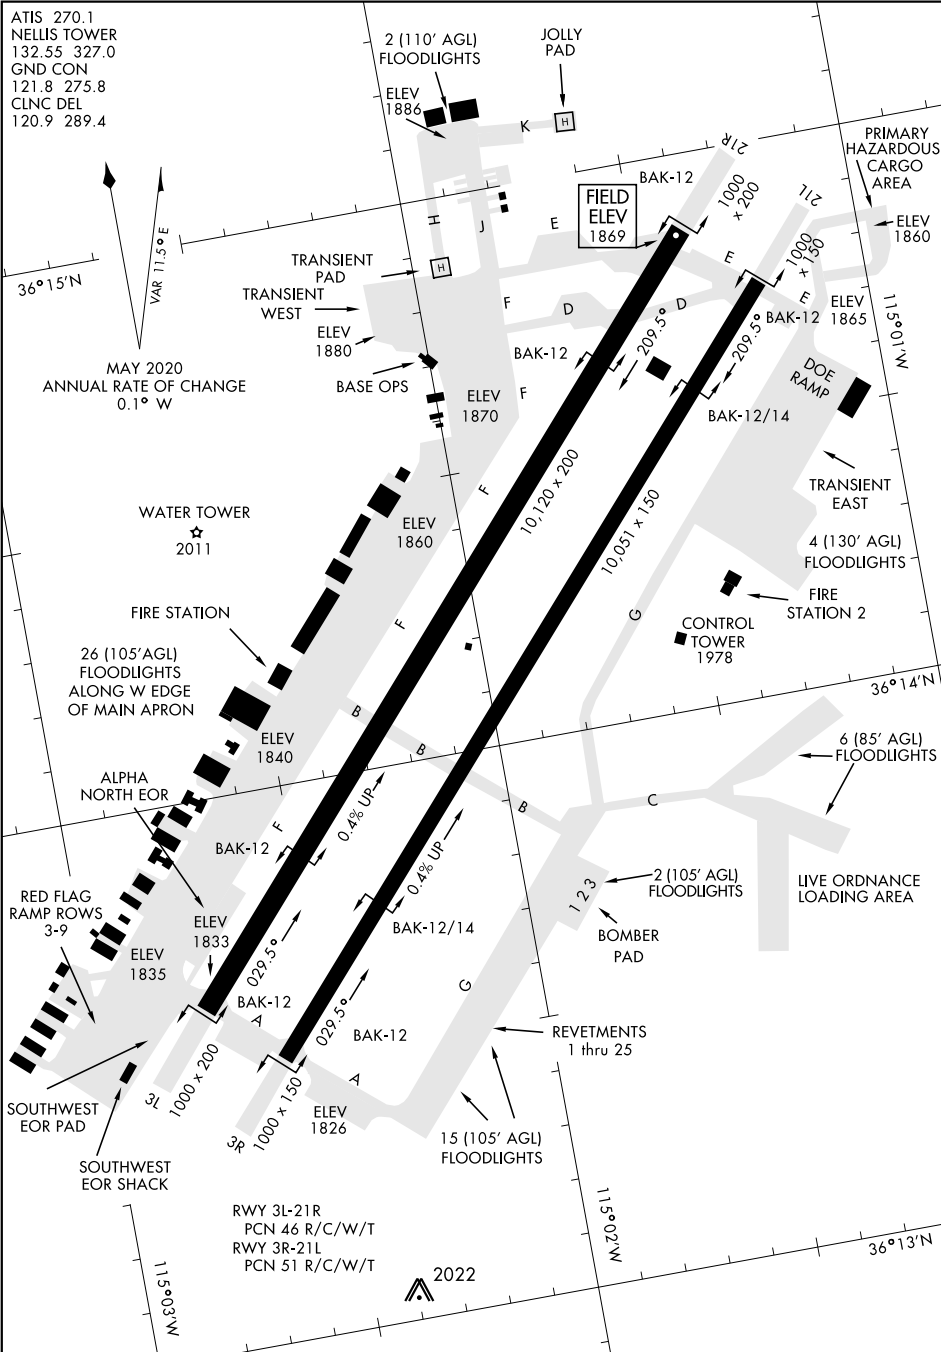 ATIS 270.1
NELLIS TOWER
132.55 327.0
GND CON
121.8 275.8
CLNC DEL
120.9 289.4
2 (110' AGL)
FLOODLIGHTS
JOLLY
PAD
ELEV
1886
H
K
21R
BAK-12
1000
x 200
21L
PRIMARY
HAZARDOUS
CARGO
AREA
ELEV
1860
FIELD
ELEV
1869
H
J
E
E
E
1000
x 150
VAR 11.5° E
36°15'N
TRANSIENT
PAD
H
TRANSIENT
WEST
ELEV
1880
F
D
D
BAK-12
ELEV
1865
115°01'W
MAY 2020
ANNUAL RATE OF CHANGE
0.1° W
BASE OPS
BAK-12
209.5°
209.5°
DOE
RAMP
F
ELEV
1870
BAK-12/14
F
10,120 x 200
10,051 x 150
TRANSIENT
EAST
WATER TOWER
2011
ELEV
1860
4 (130' AGL)
FLOODLIGHTS
FIRE STATION
F
G
FIRE
STATION 2
CONTROL
TOWER
1978
26 (105'AGL)
FLOODLIGHTS
ALONG W EDGE
OF MAIN APRON
36°14'N
B
B
B
ELEV
1840
6 (85' AGL)
FLOODLIGHTS
ALPHA
NORTH EOR
F
0.4% UP
0.4% UP
C
BAK-12
RED FLAG
RAMP ROWS
3-9
2 (105' AGL)
FLOODLIGHTS
LIVE ORDNANCE
LOADING AREA
1 2 3
ELEV
1833
BAK-12/14
BOMBER
PAD
ELEV
1835
029.5°
G
BAK-12
A
029.5°
BAK-12
REVETMENTS
1 thru 25
1000 x 200
A
SOUTHWEST
EOR PAD
3L
1000 x 150
ELEV
1826
3R
15 (105' AGL)
FLOODLIGHTS
SOUTHWEST
EOR SHACK
RWY 3L-21R
PCN 46 R/C/W/T
RWY 3R-21L
PCN 51 R/C/W/T
115°02'W
36°13'N
115°03'W
2022